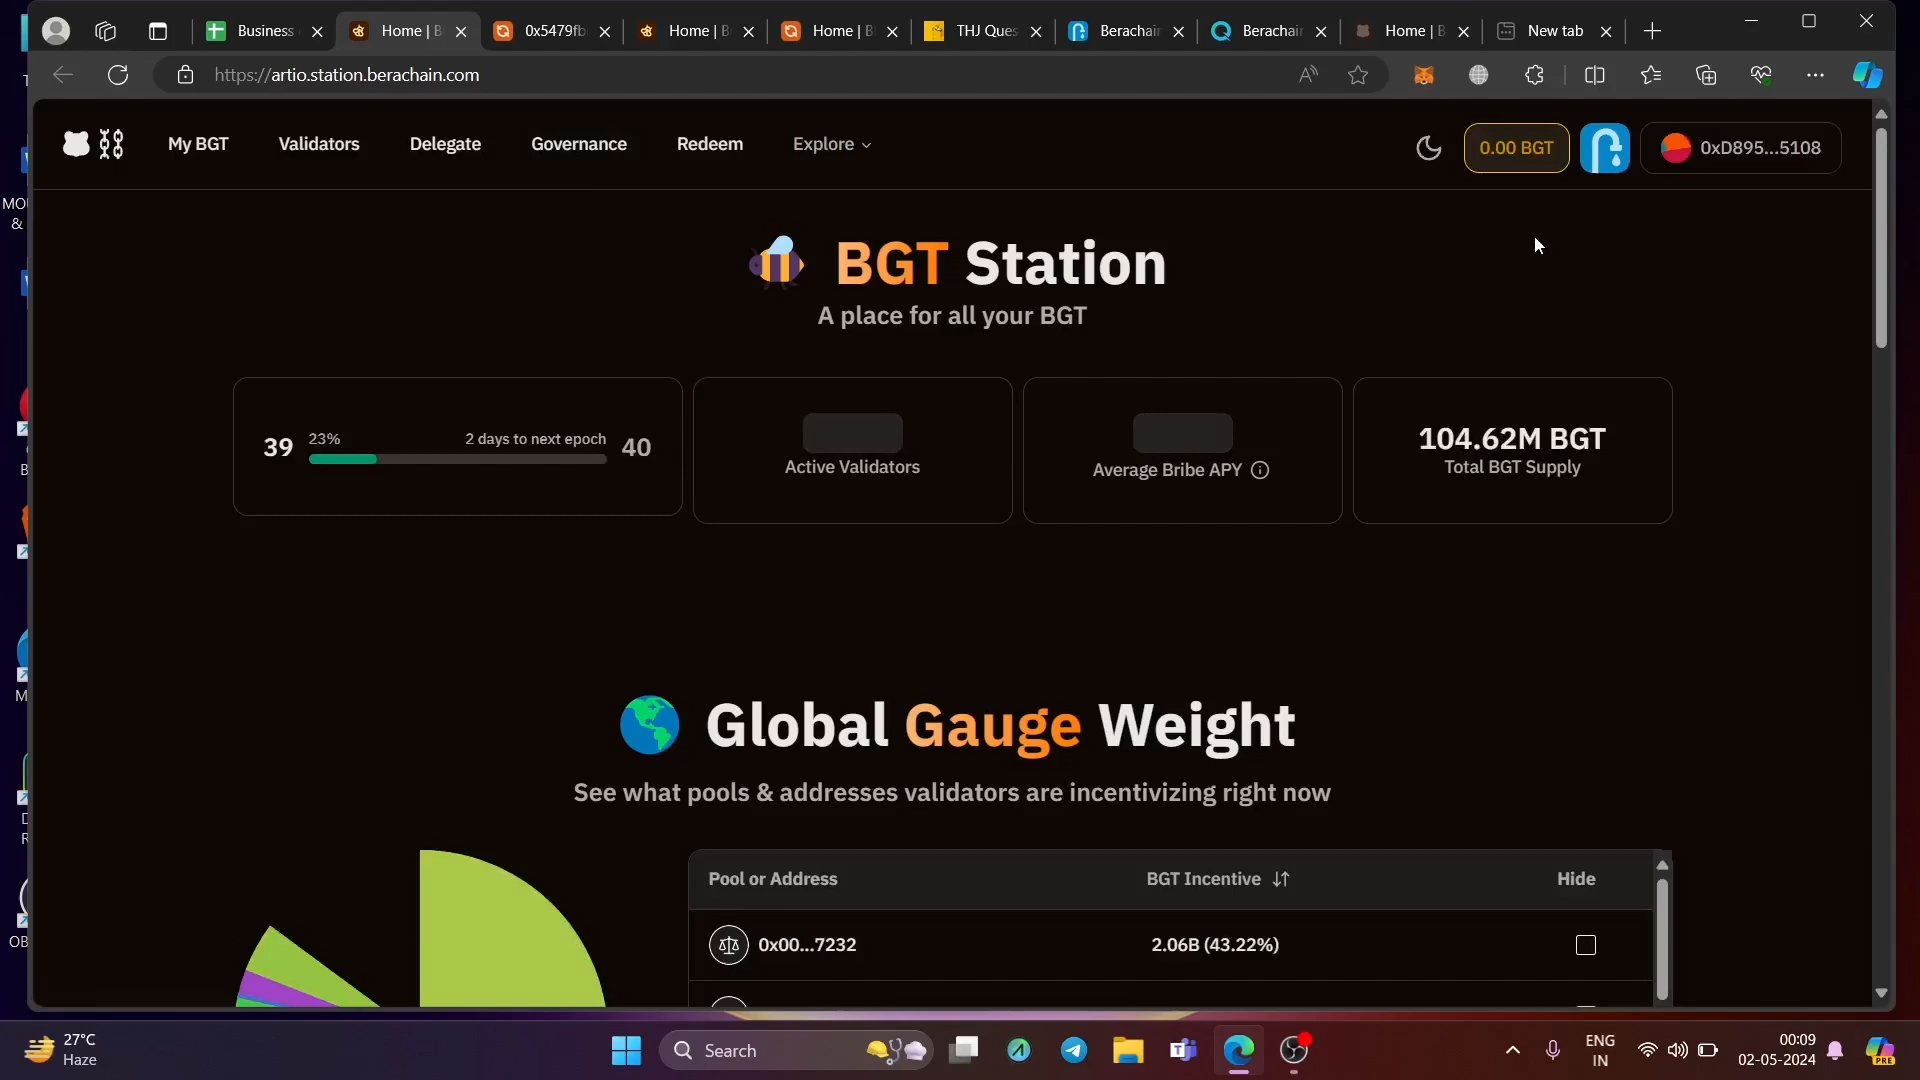 Business
Home | B
0x5479fb
Home | B
Home | B
THJ Ques
Berachain
Berachain
Home | B
New tab
https://artio.station.berachain.com
My BGT
Validators
Delegate
Governance
Redeem
Explore
0.00 BGT
0xD895...5108
BGT Station
A place for all your BGT
39
23%
2 days to next epoch
40
Active Validators
Average Bribe APY
104.62M BGT
Total BGT Supply
Global Gauge Weight
See what pools & addresses validators are incentivizing right now
Pool or Address
BGT Incentive
Hide
0x00...7232
2.06B (43.22%)
MO
&
OB
27°C
Haze
Search
ENG
IN
00:09
02-05-2024
PRE